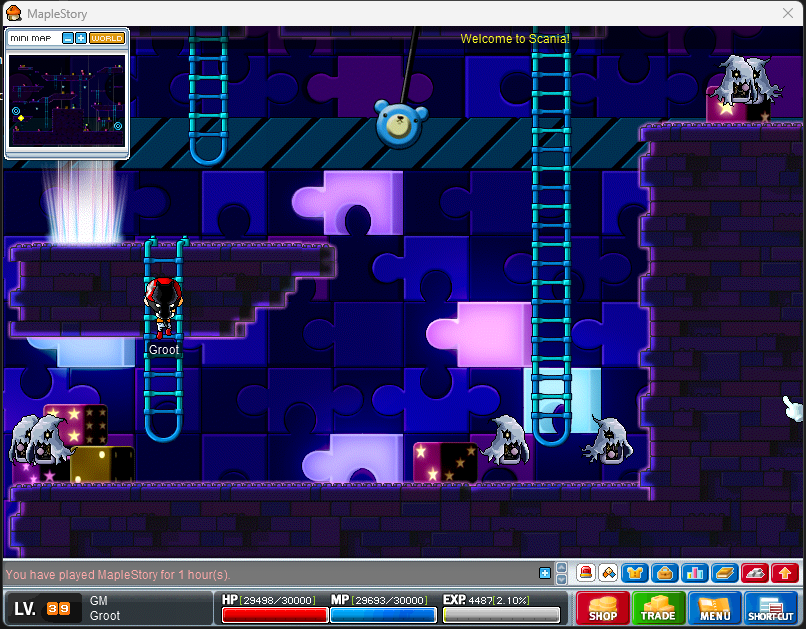 MapleStory
MINI MAP
WORLD
Welcome to Scania!
Groot
You have played MapleStory for 1 hour(s).
LV. 39
GM
Groot
HP[29498/30000] MP[29693/30000] EXP. 4487[2.10%]
SHOP
TRADE
MENU
SHORTCUT